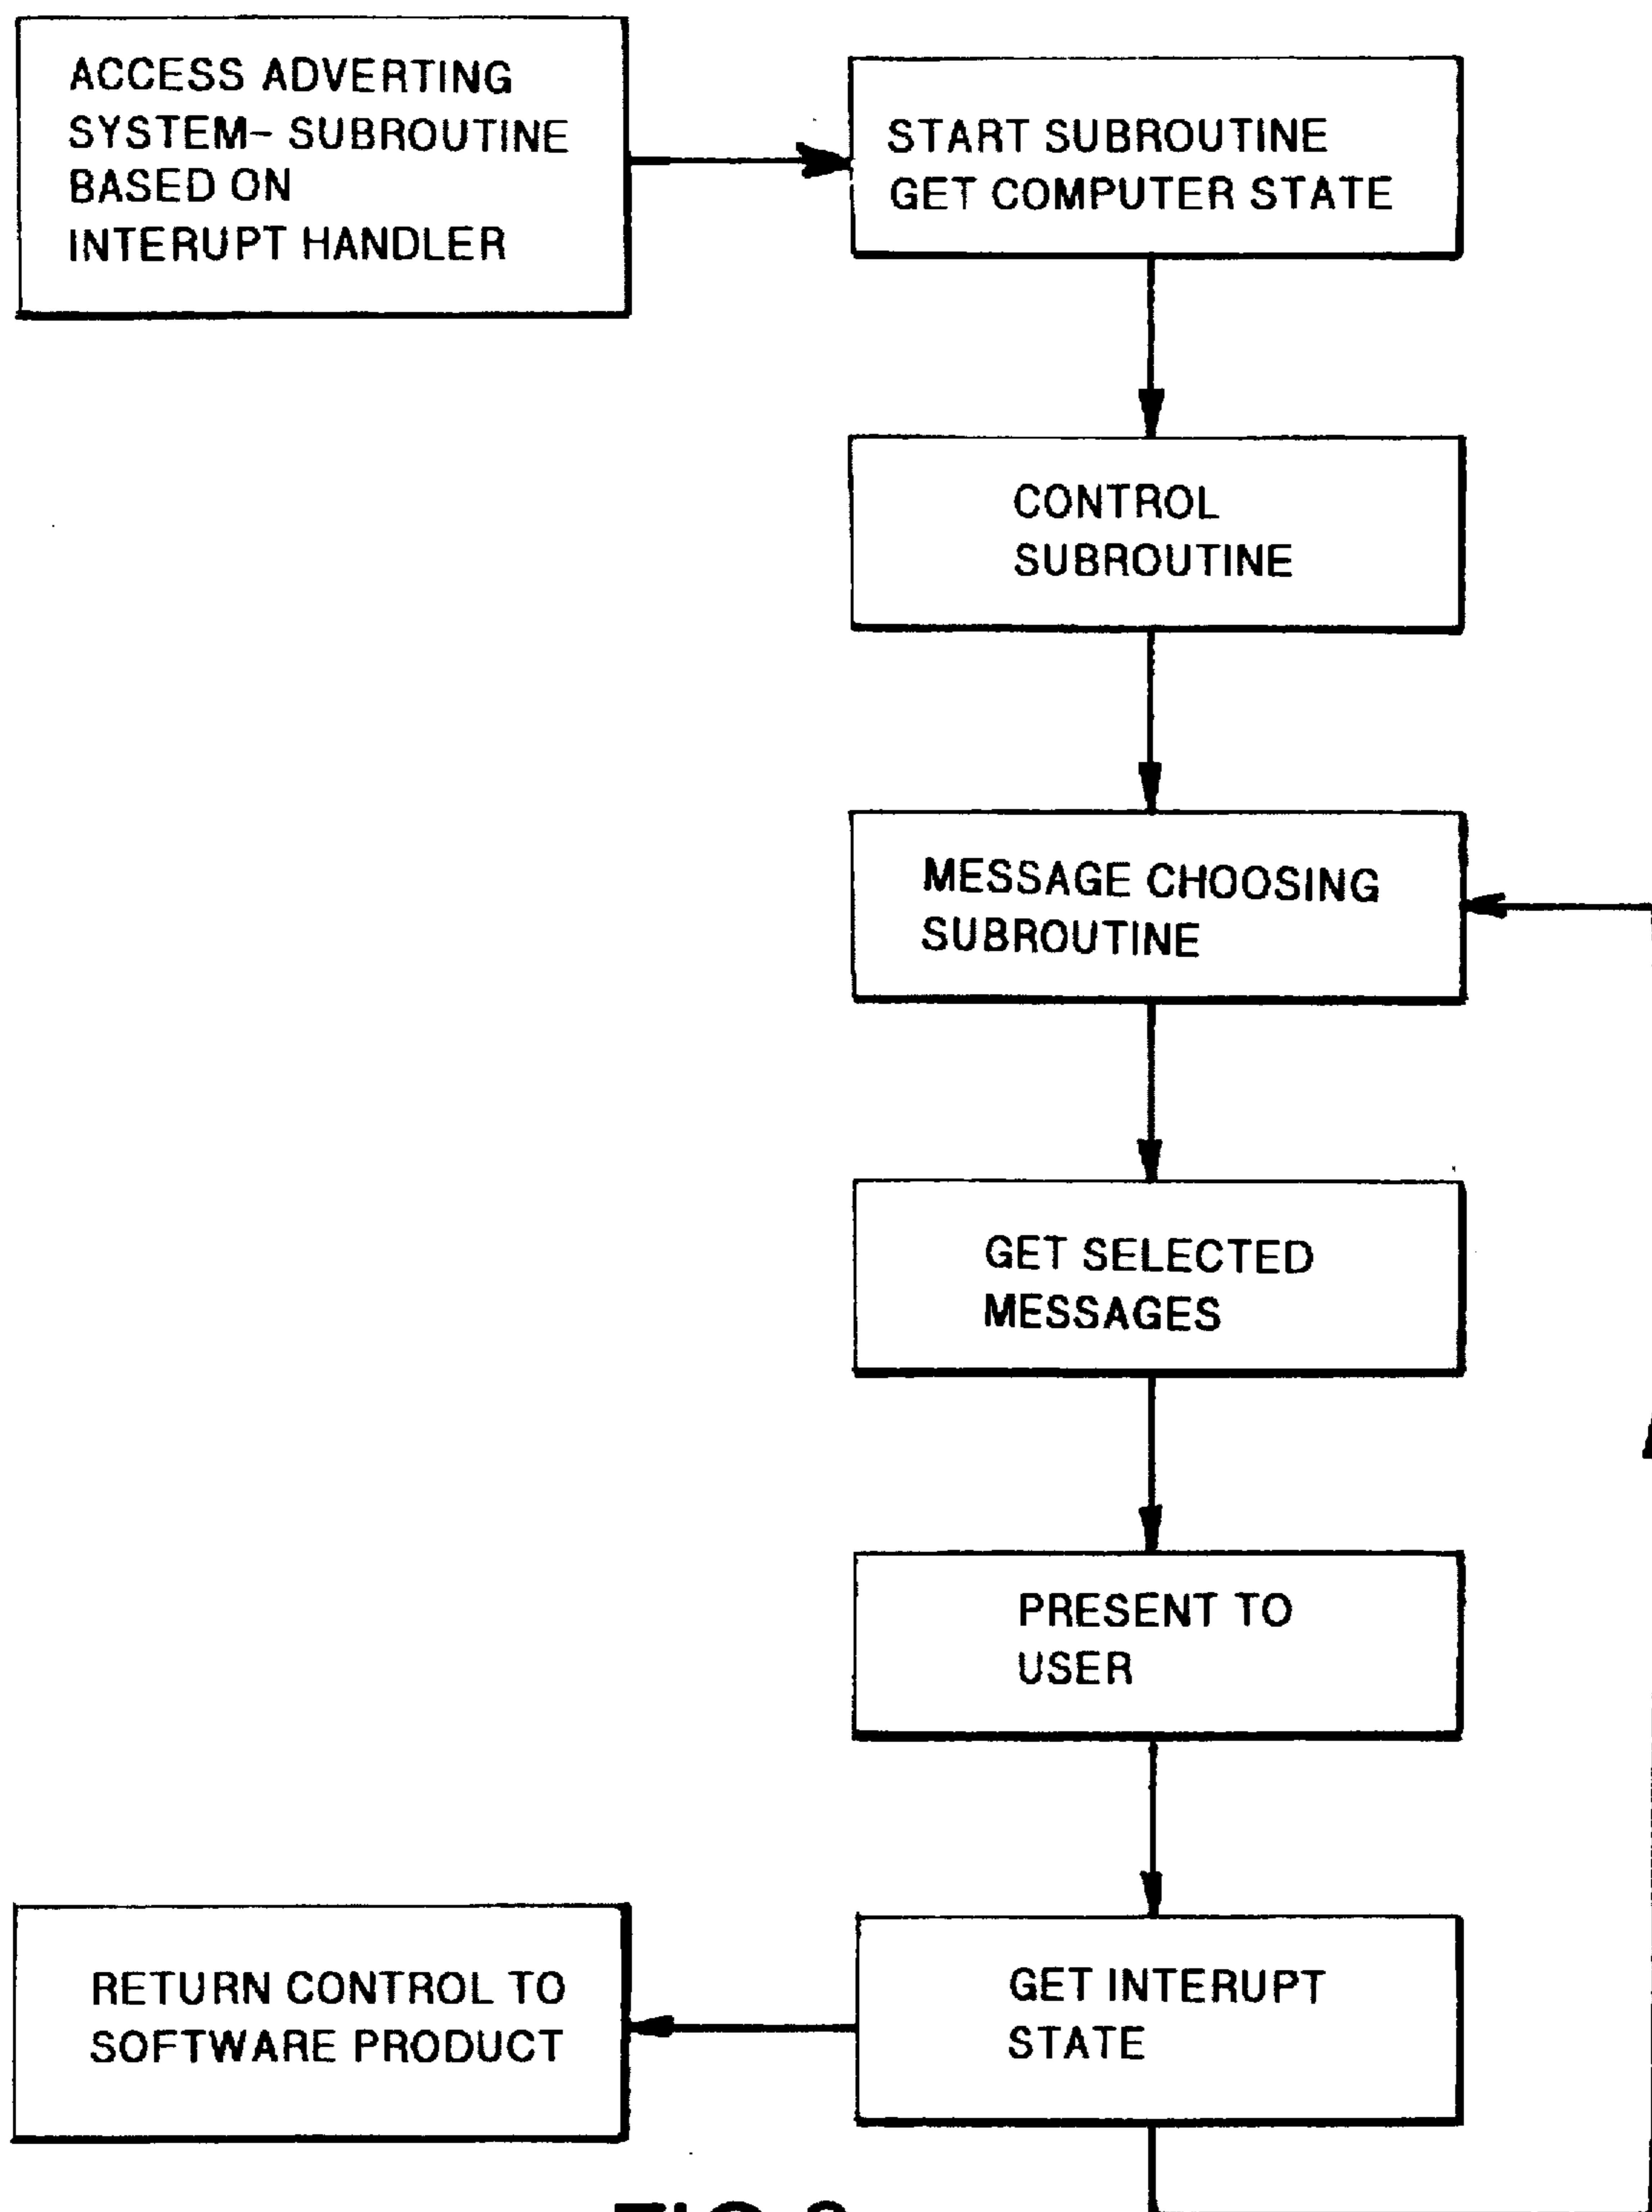 ACCESS ADVERTING
SYSTEM- SUBROUTINE
BASED ON
INTERUPT HANDLER
START SUBROUTINE
GET COMPUTER STATE
CONTROL
SUBROUTINE
MESSAGE CHOOSING
SUBROUTINE
GET SELECTED
MESSAGES
PRESENT TO
USER
GET INTERUPT
STATE
RETURN CONTROL TO
SOFTWARE PRODUCT